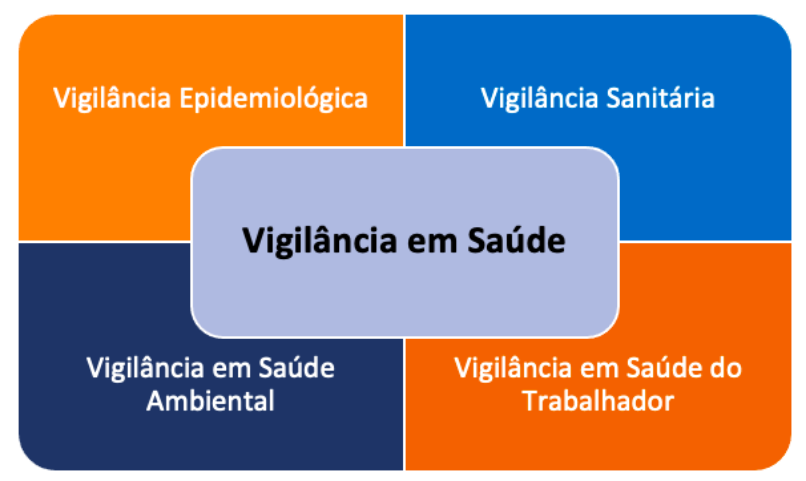 Vigilância Epidemiológica
Vigilância Sanitária
Vigilância em Saúde
Vigilância em Saúde
Ambiental
Vigilância em Saúde do
Trabalhador